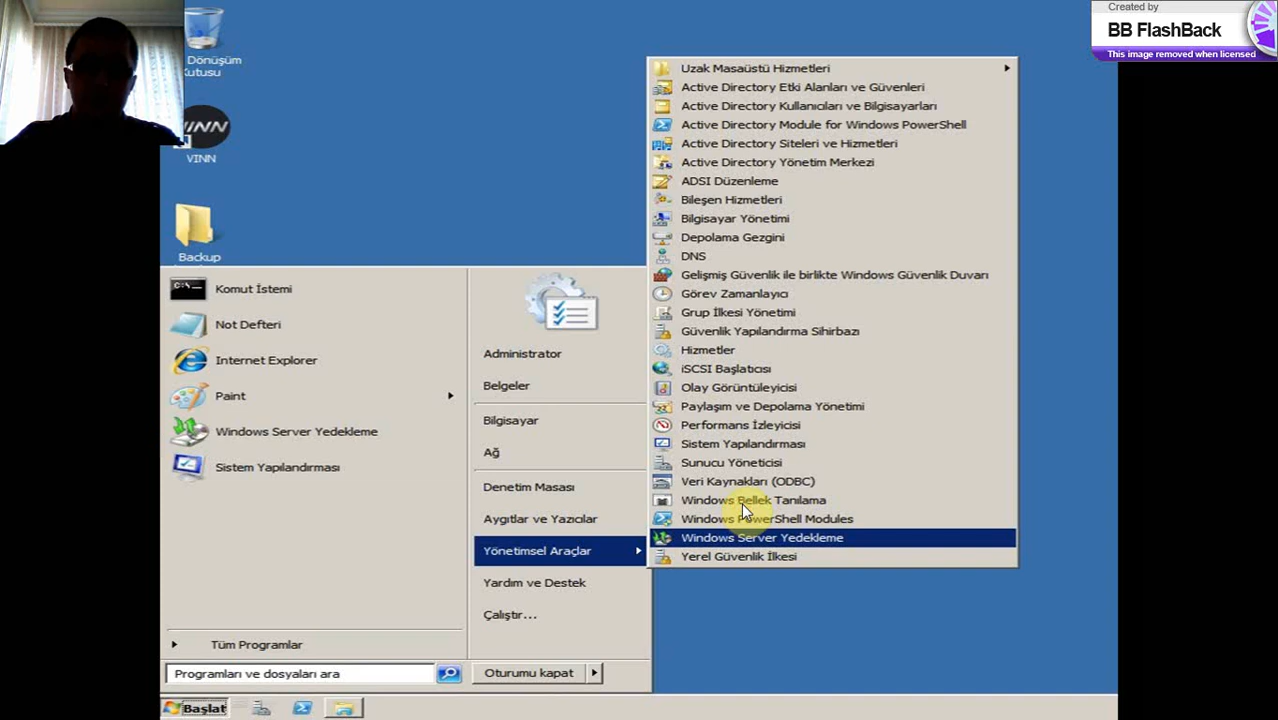 Created by
BB FlashBack
This image removed when licensed
Dönüşüm
Kutusu
VINN
VINN
Backup
Komut İstemi
Not Defteri
Internet Explorer
Paint
Windows Server Yedekleme
Sistem Yapılandırması
Tüm Programlar
Programları ve dosyaları ara
Administrator
Belgeler
Bilgisayar
Ağ
Denetim Masası
Aygıtlar ve Yazıcılar
Yönetimsel Araçlar
Yardım ve Destek
Çalıştır...
Oturumu kapat
Uzak Masaüstü Hizmetleri
Active Directory Etki Alanları ve Güvenleri
Active Directory Kullanıcıları ve Bilgisayarları
Active Directory Module for Windows PowerShell
Active Directory Siteleri ve Hizmetleri
Active Directory Yönetim Merkezi
ADSI Düzenleme
Bileşen Hizmetleri
Bilgisayar Yönetimi
Depolama Gezgini
DNS
Gelişmiş Güvenlik ile birlikte Windows Güvenlik Duvarı
Görev Zamanlayıcı
Grup İlkesi Yönetimi
Güvenlik Yapılandırma Sihirbazı
Hizmetler
iSCSI Başlatıcısı
Olay Görüntüleyicisi
Paylaşım ve Depolama Yönetimi
Performans İzleyicisi
Sistem Yapılandırması
Sunucu Yöneticisi
Veri Kaynakları (ODBC)
Windows Bellek Tanılama
Windows PowerShell Modules
Windows Server Yedekleme
Yerel Güvenlik İlkesi
Başlat